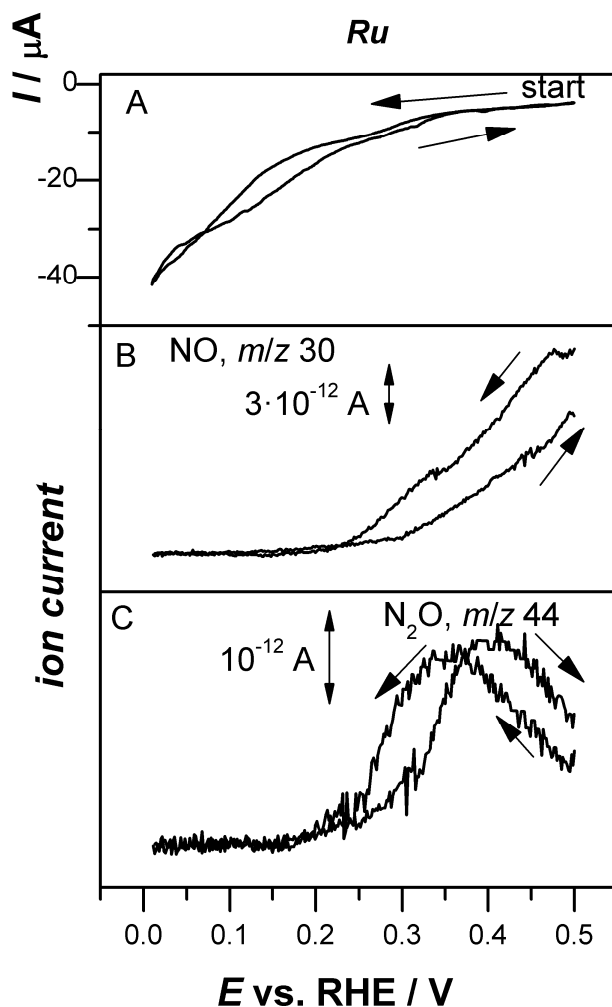 Ru
I / μA
A
start
0
-20
-40
B
NO, m/z 30
3·10⁻¹² A
ion current
C
N₂O, m/z 44
10⁻¹² A
0.0 0.1 0.2 0.3 0.4 0.5
E vs. RHE / V